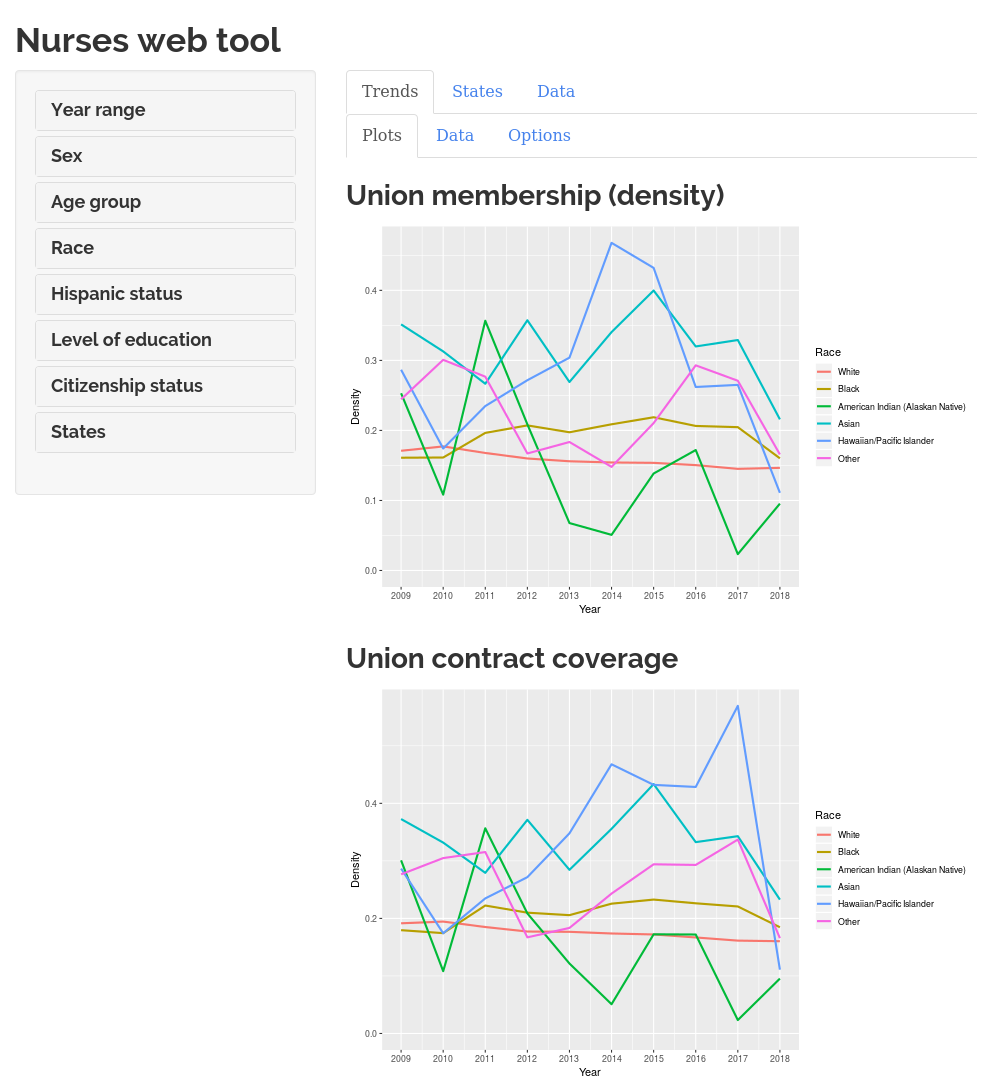 Nurses web tool
Year range
Sex
Age group
Race
Hispanic status
Level of education
Citizenship status
States
Trends States Data
Plots Data Options
Union membership (density)
Density
0.4
0.3
0.2
0.1
0.0
2009 2010 2011 2012 2013 2014 2015 2016 2017 2018
Year
Race
White
Black
American Indian (Alaskan Native)
Asian
Hawaiian/Pacific Islander
Other
Union contract coverage
Density
0.4
0.2
0.0
2009 2010 2011 2012 2013 2014 2015 2016 2017 2018
Year
Race
White
Black
American Indian (Alaskan Native)
Asian
Hawaiian/Pacific Islander
Other